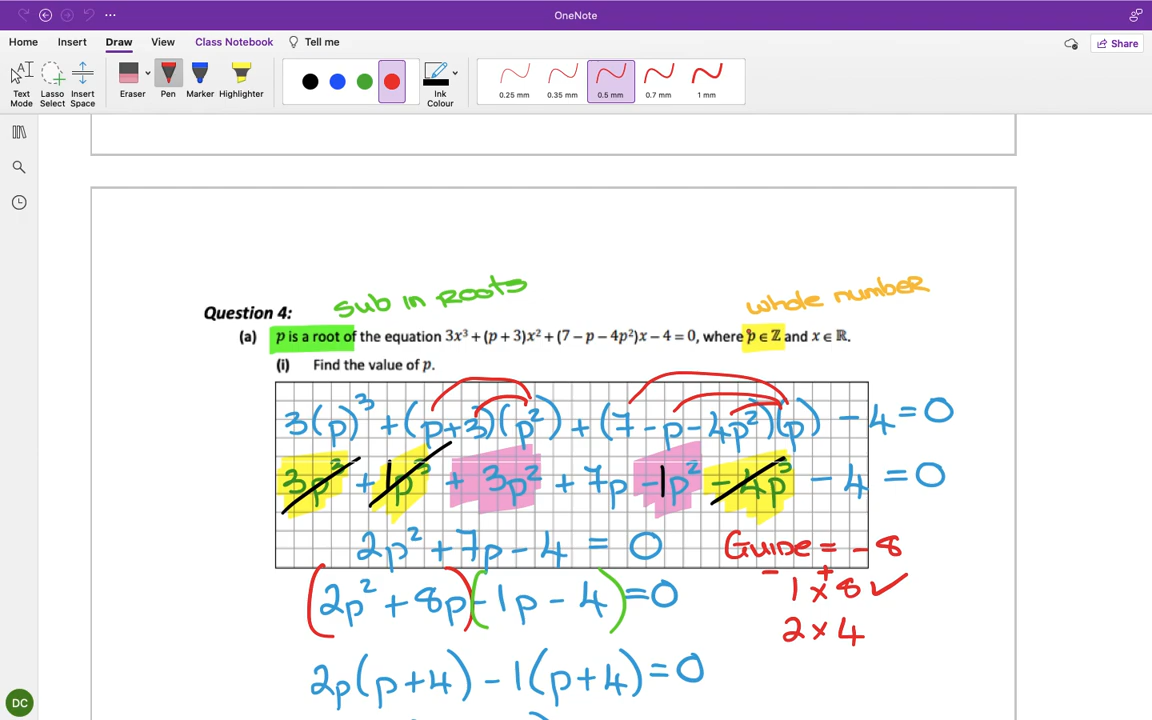 OneNote
Home Insert Draw View Class Notebook Tell me
Share
Text Mode
Lasso Select
Insert Space
Eraser
Pen
Marker
Highlighter
Ink Colour
0.25 mm 0.35 mm 0.5 mm 0.7 mm 1 mm
sub in roots
whole number
Question 4:
(a) p is a root of the equation 3x³ + (p + 3)x² + (7 − p − 4p²)x − 4 = 0, where p ∈ ℤ and x ∈ ℝ.
(i) Find the value of p.
3(p)³ + (p+3)(p²) + (7 − p − 4p²)(p) − 4 = 0
3p³ + 1p³ + 3p² + 7p − 1p² − 4p³ − 4 = 0
2p² + 7p − 4 = 0
Guide = − 8
(2p² + 8p)(− 1p − 4) = 0
− +
1 × 8 ✓
2 × 4
2p(p+4) − 1(p+4) = 0
DC